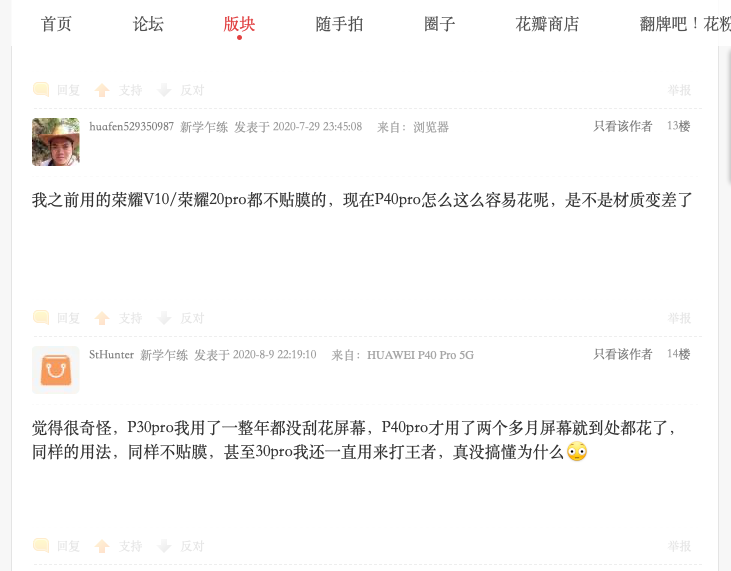 首页 论坛 版块 随手拍 圈子 花瓣商店 翻牌吧！花粉
回复 支持 反对 举报
huafen529350987 新学乍练 发表于 2020-7-29 23:45:08 来自：浏览器 只看该作者 13楼
我之前用的荣耀V10/荣耀20pro都不贴膜的，现在P40pro怎么这么容易花呢，是不是材质变差了
回复 支持 反对 举报
StHunter 新学乍练 发表于 2020-8-9 22:19:10 来自：HUAWEI P40 Pro 5G 只看该作者 14楼
觉得很奇怪，P30pro我用了一整年都没刮花屏幕，P40pro才用了两个多月屏幕就到处都花了，
同样的用法，同样不贴膜，甚至30pro我还一直用来打王者，真没搞懂为什么😳
回复 支持 反对 举报